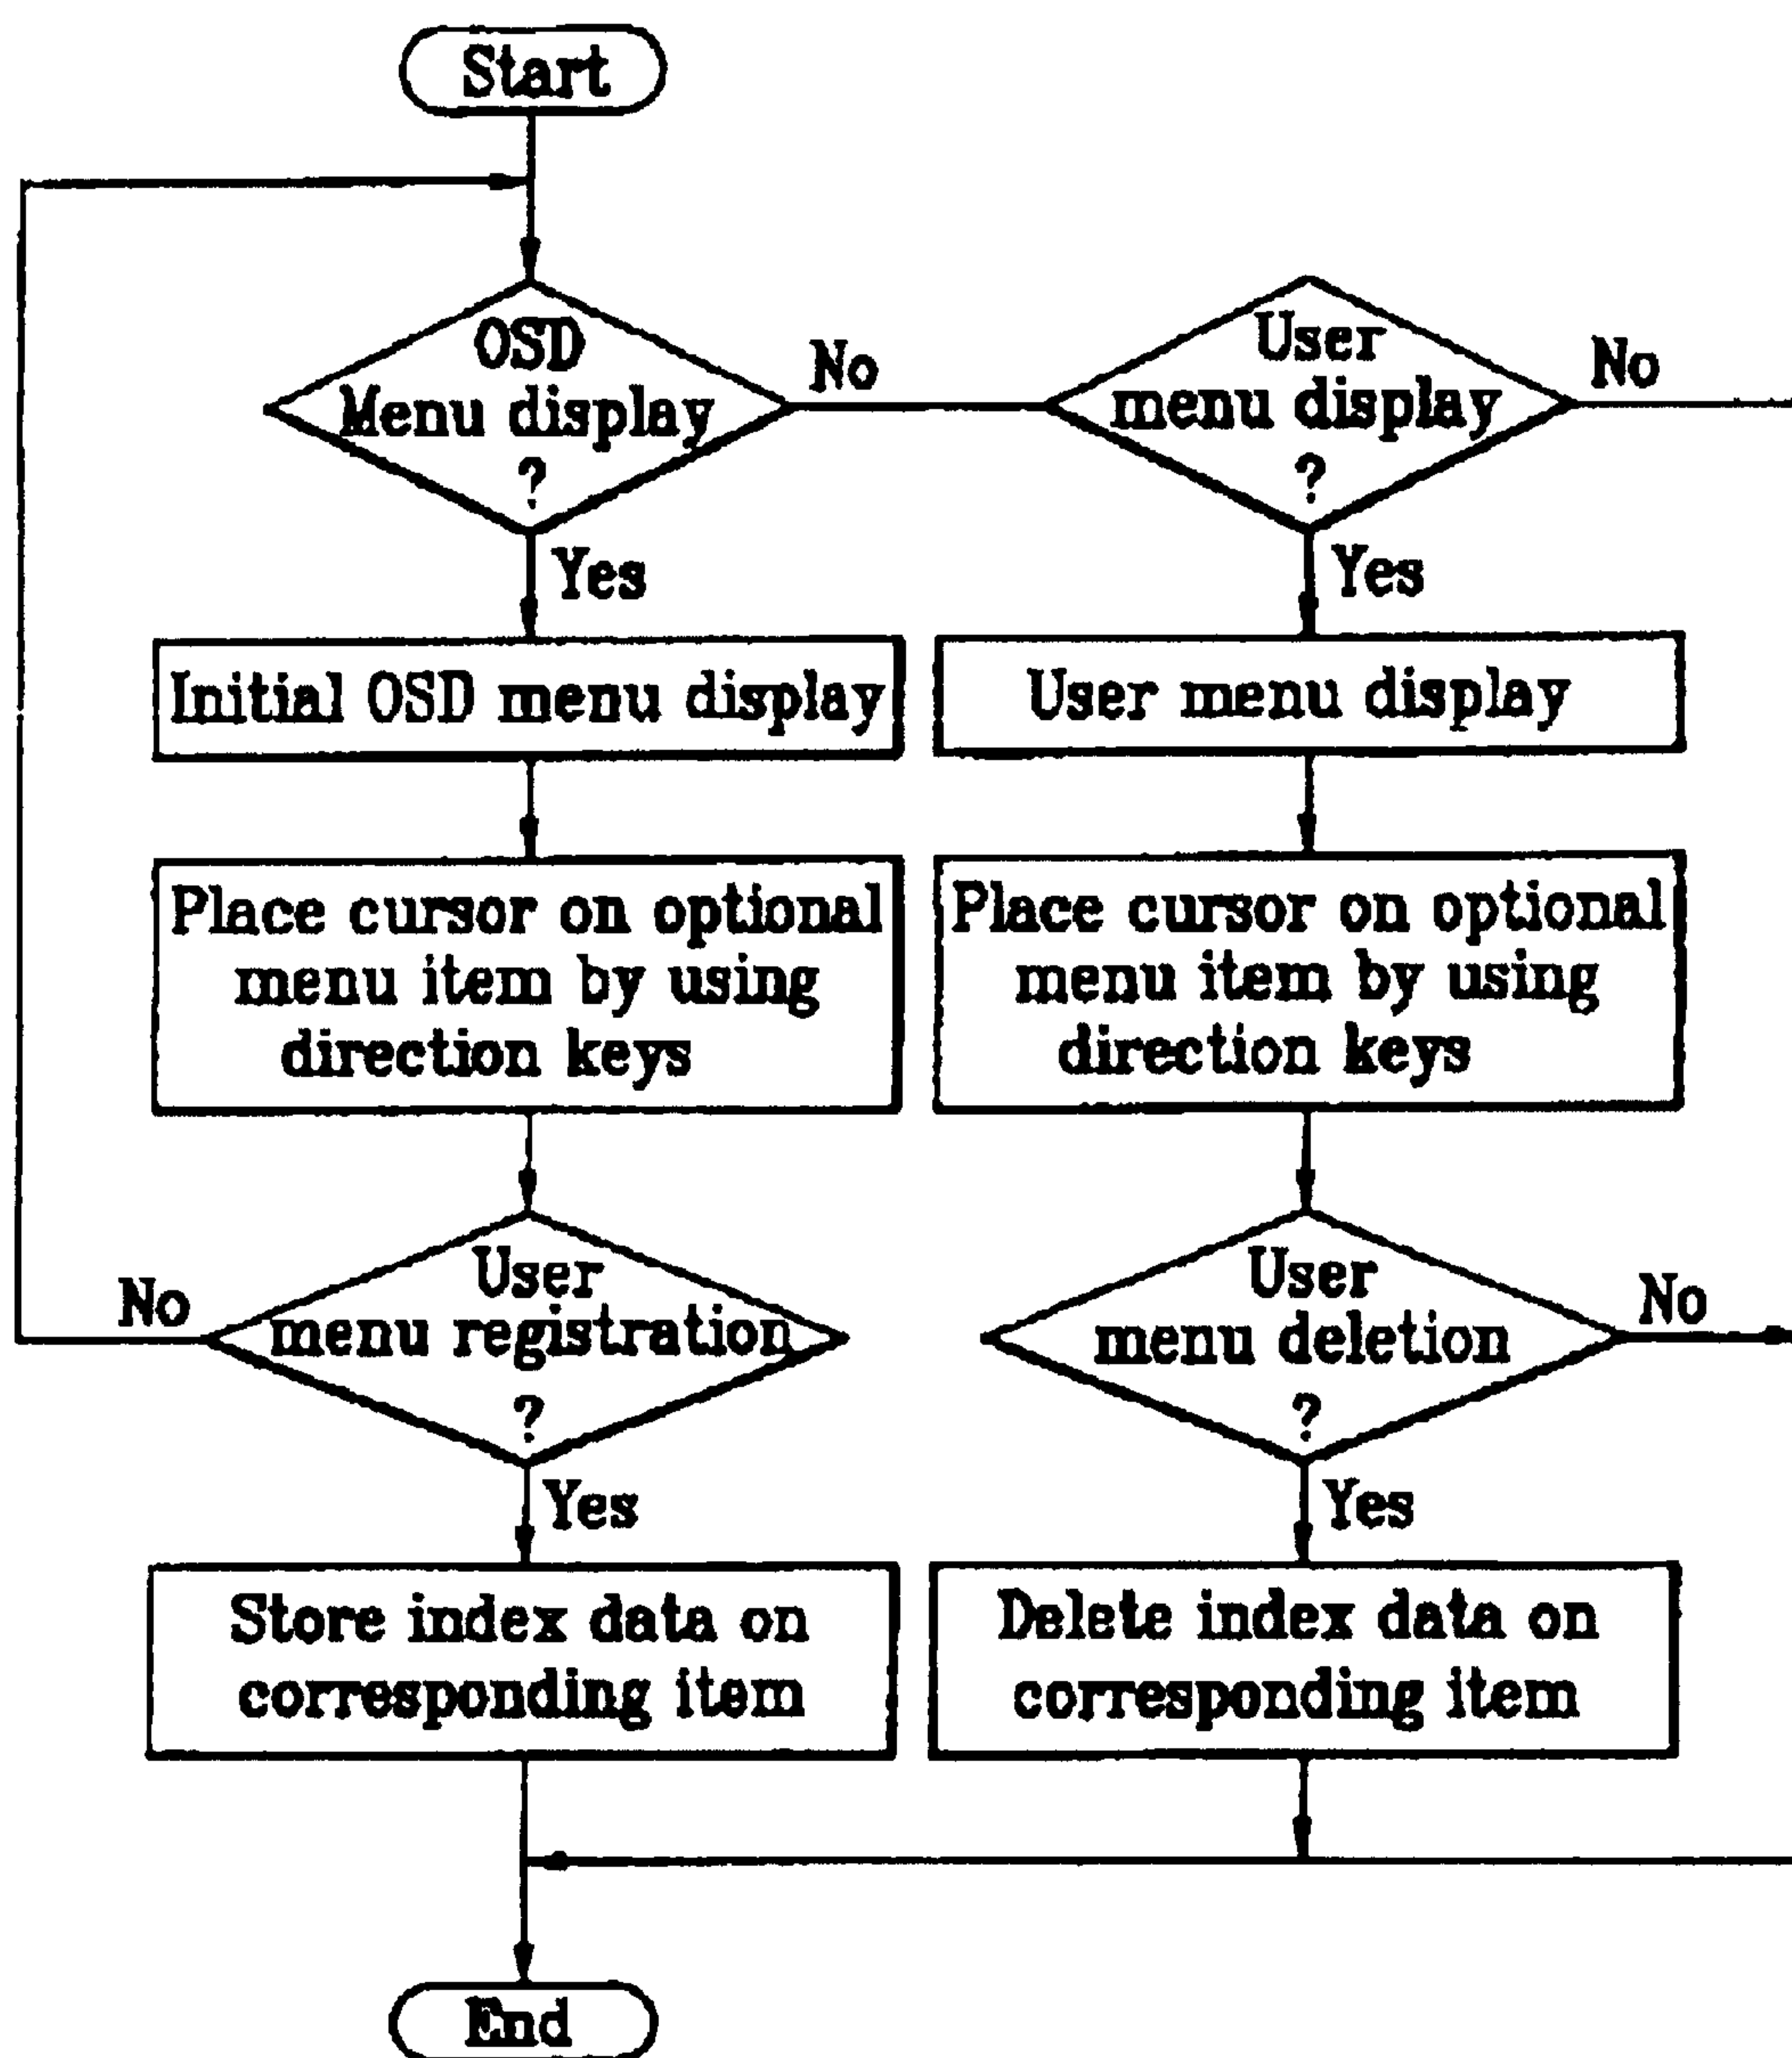 Start
OSD
Menu display
?
No
Yes
User
menu display
?
No
Yes
Initial OSD menu display
User menu display
Place cursor on optional
menu item by using
direction keys
Place cursor on optional
menu item by using
direction keys
User
menu registration
?
No
Yes
User
menu deletion
?
No
Yes
Store index data on
corresponding item
Delete index data on
corresponding item
End